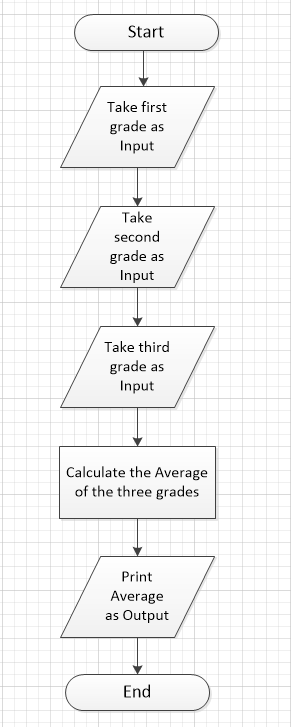 Start
Take first
grade as
Input
Take
second
grade as
Input
Take third
grade as
Input
Calculate the Average
of the three grades
Print
Average
as Output
End